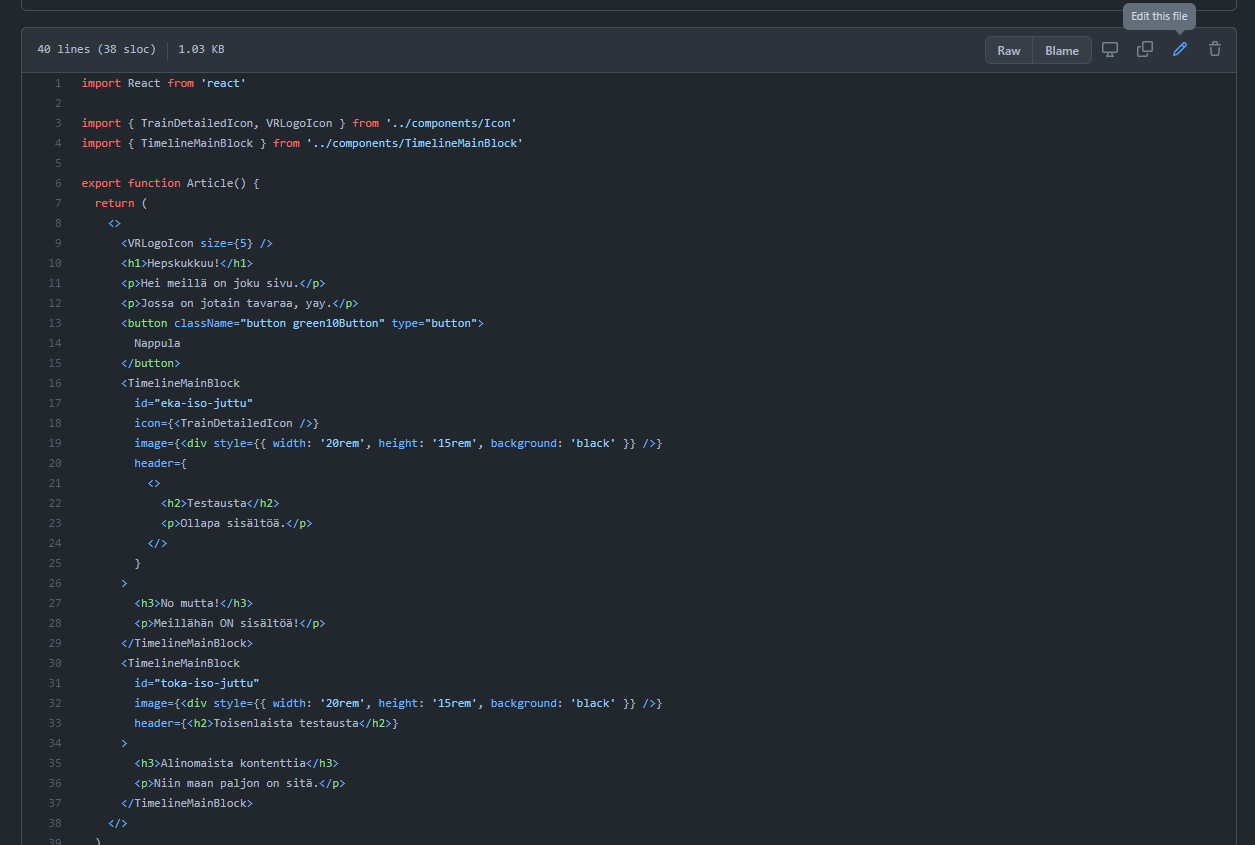 Edit this file
40 lines (38 sloc) 1.03 KB Raw Blame
1 import React from 'react'
2
3 import { TrainDetailedIcon, VRLogoIcon } from '../components/Icon'
4 import { TimelineMainBlock } from '../components/TimelineMainBlock'
5
6 export function Article() {
7   return (
8     <>
9       <VRLogoIcon size={5} />
10       <h1>Hepskukkuu!</h1>
11       <p>Hei meillä on joku sivu.</p>
12       <p>Jossa on jotain tavaraa, yay.</p>
13       <button className="button green10Button" type="button">
14         Nappula
15       </button>
16       <TimelineMainBlock
17         id="eka-iso-juttu"
18         icon={<TrainDetailedIcon />}
19         image={<div style={{ width: '20rem', height: '15rem', background: 'black' }} />}
20         header={
21           <>
22             <h2>Testausta</h2>
23             <p>Ollapa sisältöä.</p>
24           </>
25         }
26       >
27         <h3>No mutta!</h3>
28         <p>Meillähän ON sisältöä!</p>
29       </TimelineMainBlock>
30       <TimelineMainBlock
31         id="toka-iso-juttu"
32         image={<div style={{ width: '20rem', height: '15rem', background: 'black' }} />}
33         header={<h2>Toisenlaista testausta</h2>}
34       >
35         <h3>Alinomaista kontenttia</h3>
36         <p>Niin maan paljon on sitä.</p>
37       </TimelineMainBlock>
38     </>
39   )